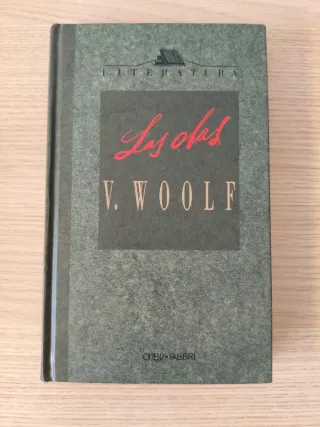 LITERATURA
Las olas
V. WOOLF
ORBIS•FABBRI